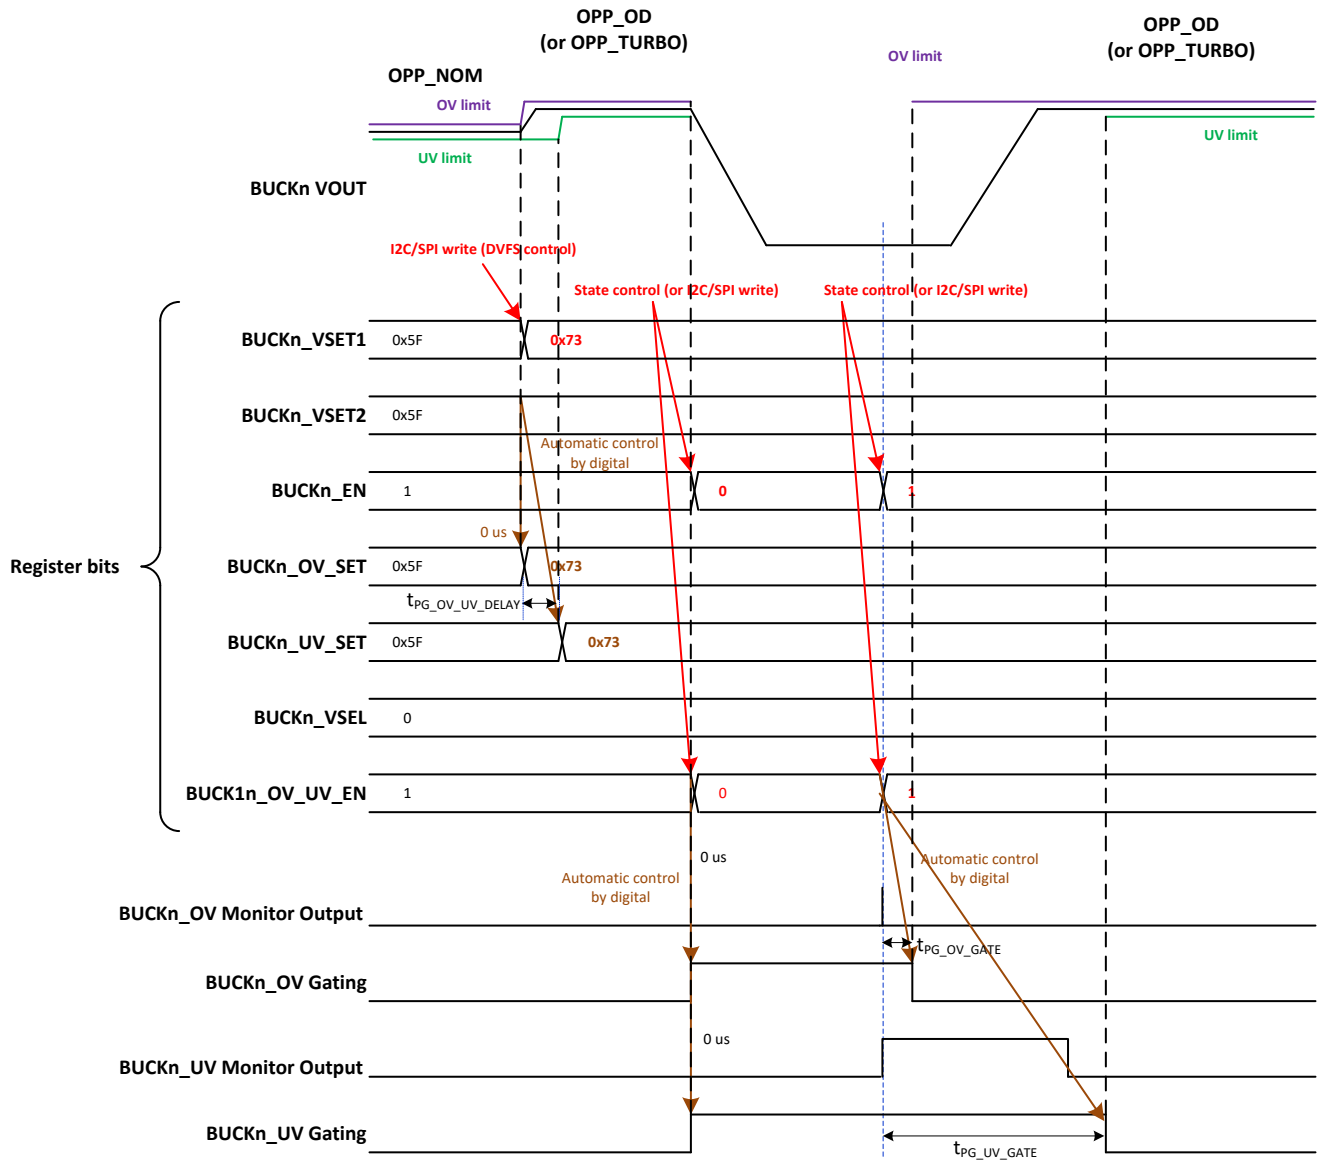 OPP_OD
(or OPP_TURBO)
OPP_OD
(or OPP_TURBO)
OV limit
OPP_NOM
OV limit
UV limit
UV limit
BUCKn VOUT
I2C/SPI write (DVFS control)
State control (or I2C/SPI write)
State control (or I2C/SPI write)
BUCKn_VSET1
0x5F
0x73
BUCKn_VSET2
0x5F
Automatic control
by digital
BUCKn_EN
1
0
1
0 us
Register bits
BUCKn_OV_SET
0x5F
0x73
tPG_OV_UV_DELAY
BUCKn_UV_SET
0x5F
0x73
BUCKn_VSEL
0
BUCK1n_OV_UV_EN
1
0
1
0 us
Automatic control
by digital
Automatic control
by digital
BUCKn_OV Monitor Output
tPG_OV_GATE
BUCKn_OV Gating
0 us
BUCKn_UV Monitor Output
BUCKn_UV Gating
tPG_UV_GATE